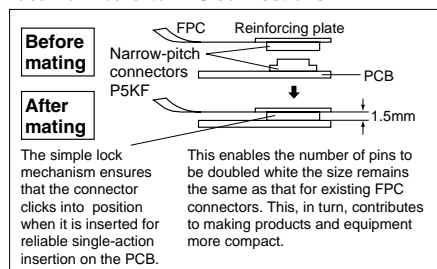 Before
mating
FPC
Reinforcing plate
Narrow-pitch
connectors
P5KF
PCB
After
mating
1.5mm
The simple lock
mechanism ensures
that the connector
clicks into position
when it is inserted for
reliable single-action
insertion on the PCB.
This enables the number of pins to
be doubled white the size remains
the same as that for existing FPC
connectors. This, in turn, contributes
to making products and equipment
more compact.